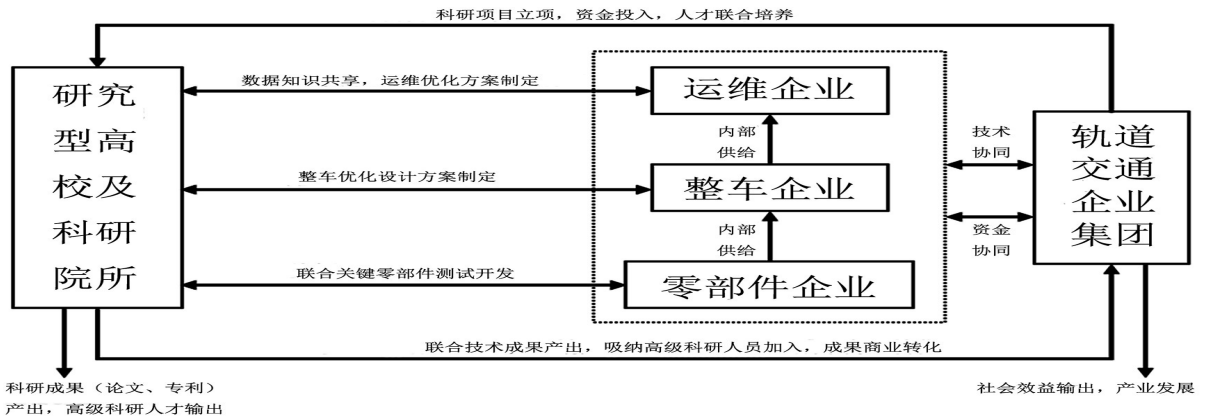 科研项目立项，资金投入，人才联合培养
研究
型高
校及
科研
院所
数据知识共享，运维优化方案制定
运维企业
内部
供给
整车优化设计方案制定
整车企业
内部
供给
联合关键零部件测试开发
零部件企业
技术
协同
资金
协同
轨道
交通
企业
集团
联合技术成果产出，吸纳高级科研人员加入，成果商业转化
科研成果（论文、专利）
产出，高级科研人才输出
社会效益输出，产业发展